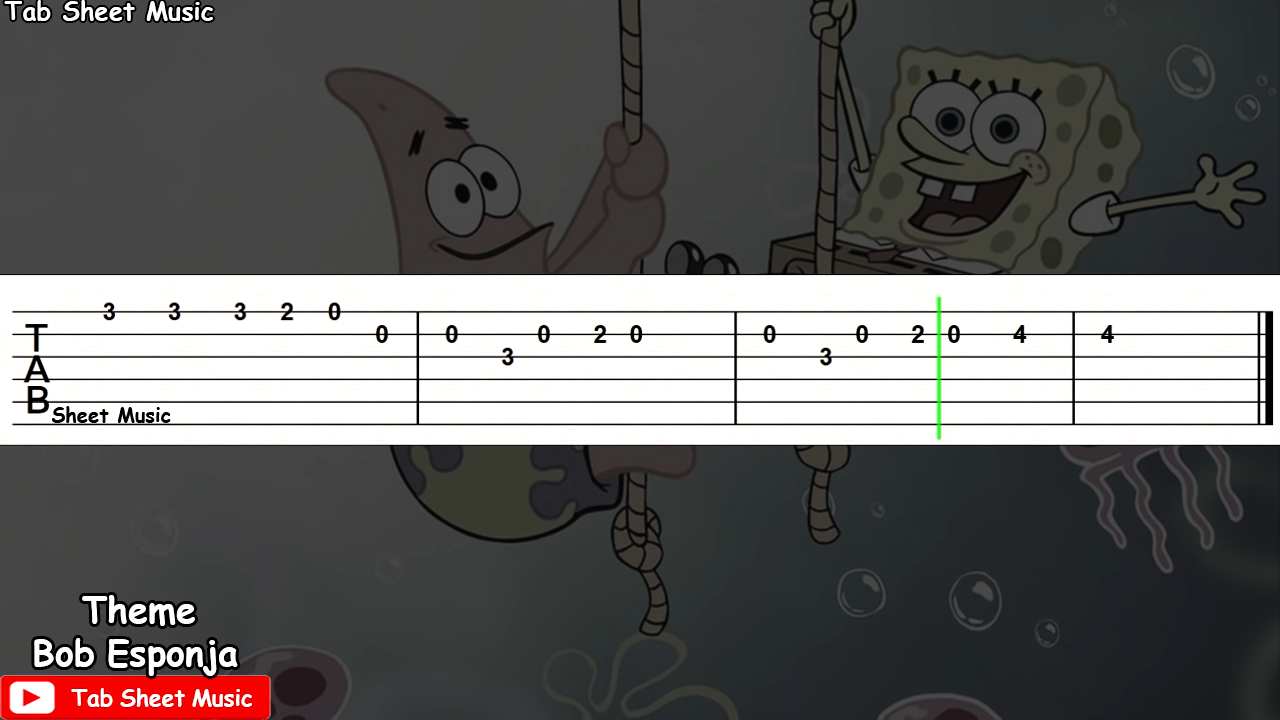 Tab Sheet Music
3 3 3 2 0
T 0 0 0 2 0 0 0 2 0 4 4
A 3 3
B Sheet Music
Theme
Bob Esponja
Tab Sheet Music